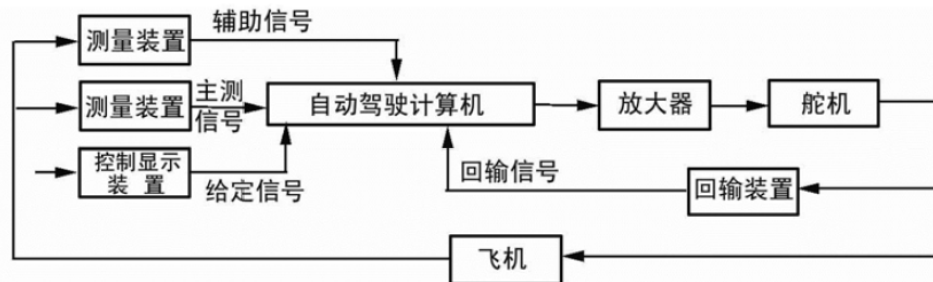 辅助信号
测量装置
测量装置
主测
信号
自动驾驶计算机
放大器
舵机
控制显示
装 置
给定信号
回输信号
回输装置
飞机